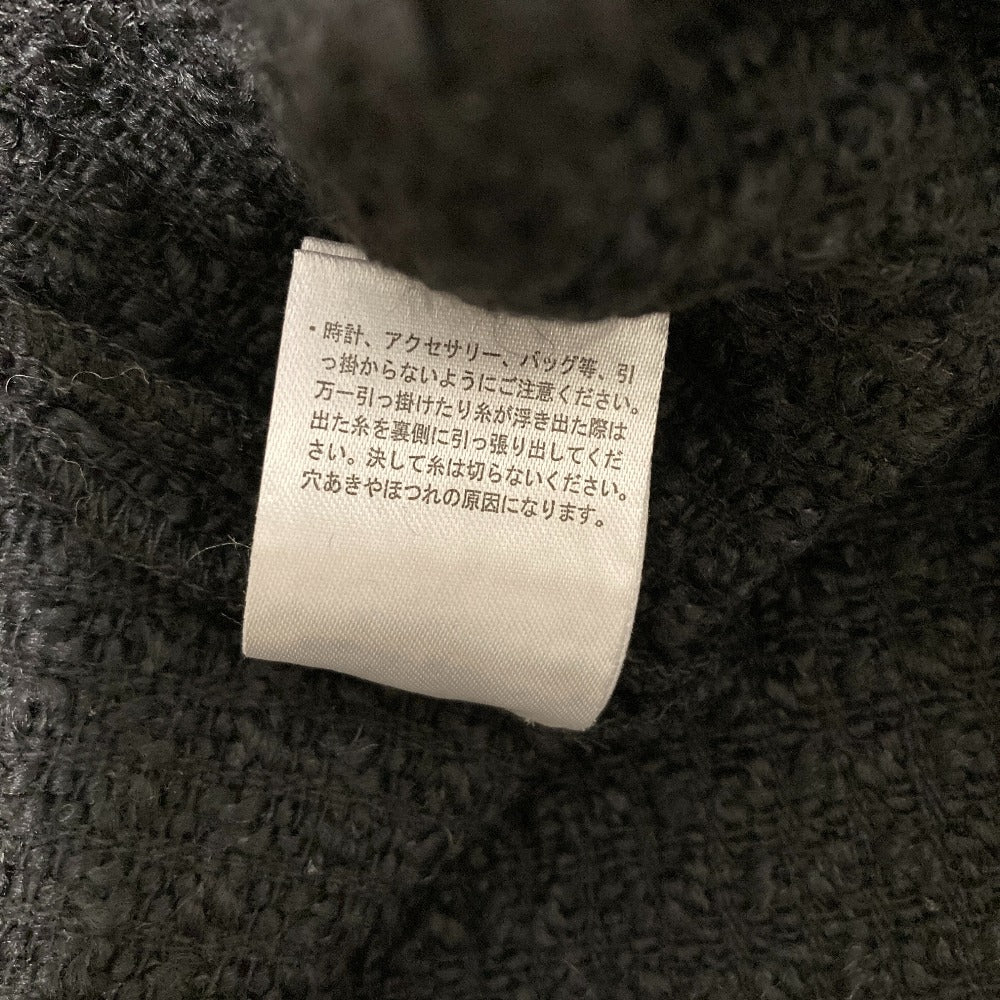 ・時計、アクセサリー、バッグ等、引
っ掛からないようにご注意ください。
万一引っ掛けたり糸が浮き出た際は
出た糸を裏側に引っ張り出してくだ
さい。決して糸は切らないください。
穴あきやほつれの原因になります。